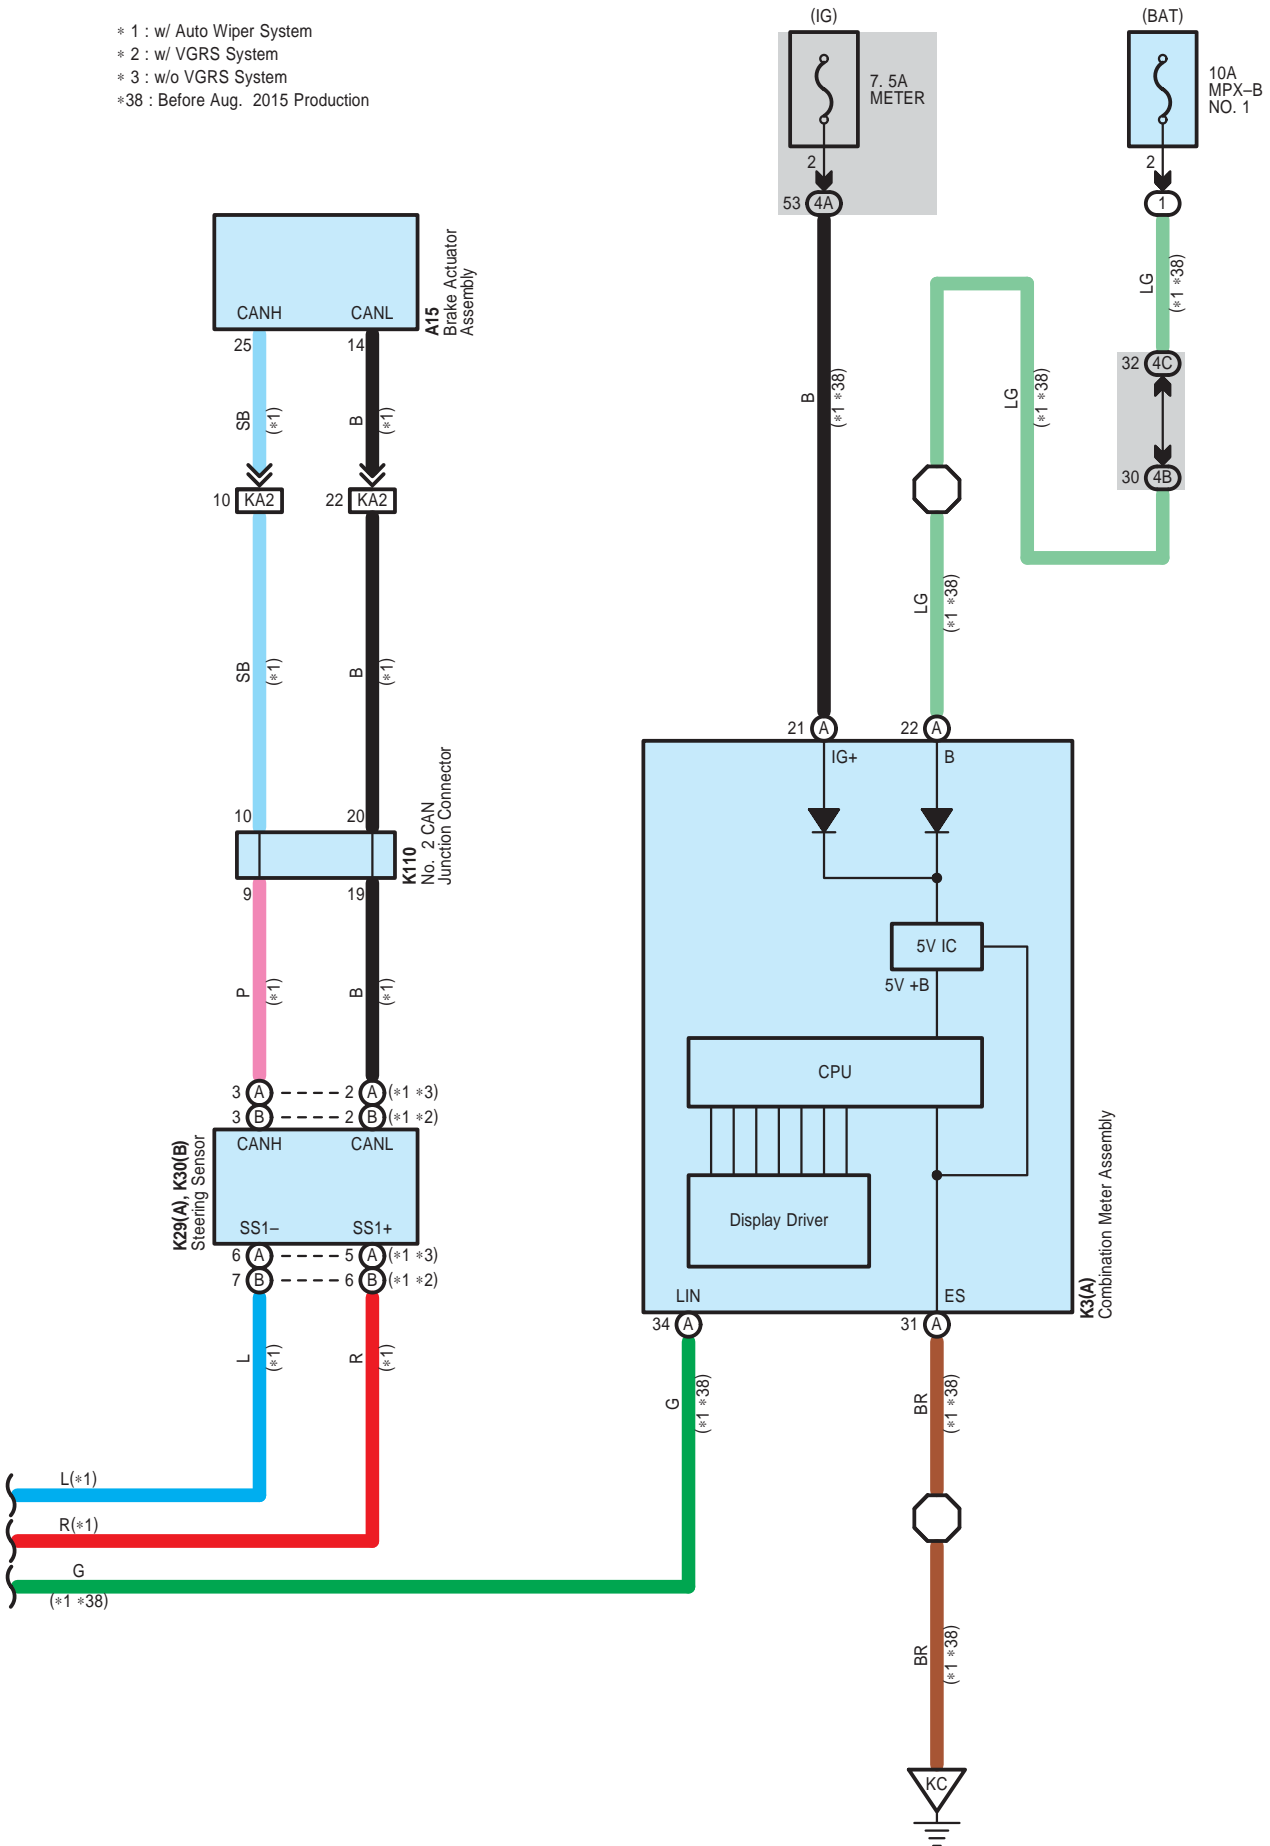 * 1 : w/ Auto Wiper System
* 2 : w/ VGRS System
* 3 : w/o VGRS System
*38 : Before Aug. 2015 Production
(IG)
7. 5A
METER
2
53 4A
(BAT)
10A
MPX–B
NO. 1
2
1
LG
(*1 *38)
32 4C
30 4B
LG
(*1 *38)
LG
(*1 *38)
B
(*1 *38)
CANH CANL
A15
Brake Actuator
Assembly
25 14
SB
(*1)
B
(*1)
10 KA2
22 KA2
SB
(*1)
B
(*1)
10 20
K110
No. 2 CAN
Junction Connector
9 19
P
(*1)
B
(*1)
3 A 2 A (*1 *3)
3 B 2 B (*1 *2)
CANH CANL
K29(A), K30(B)
Steering Sensor
SS1– SS1+
6 A 5 A (*1 *3)
7 B 6 B (*1 *2)
L
(*1)
R
(*1)
L(*1)
R(*1)
G
(*1 *38)
21 A
22 A
IG+ B
5V IC
5V +B
CPU
Display Driver
K3(A)
Combination Meter Assembly
LIN ES
34 A
31 A
G
(*1 *38)
BR
(*1 *38)
BR
(*1 *38)
KC